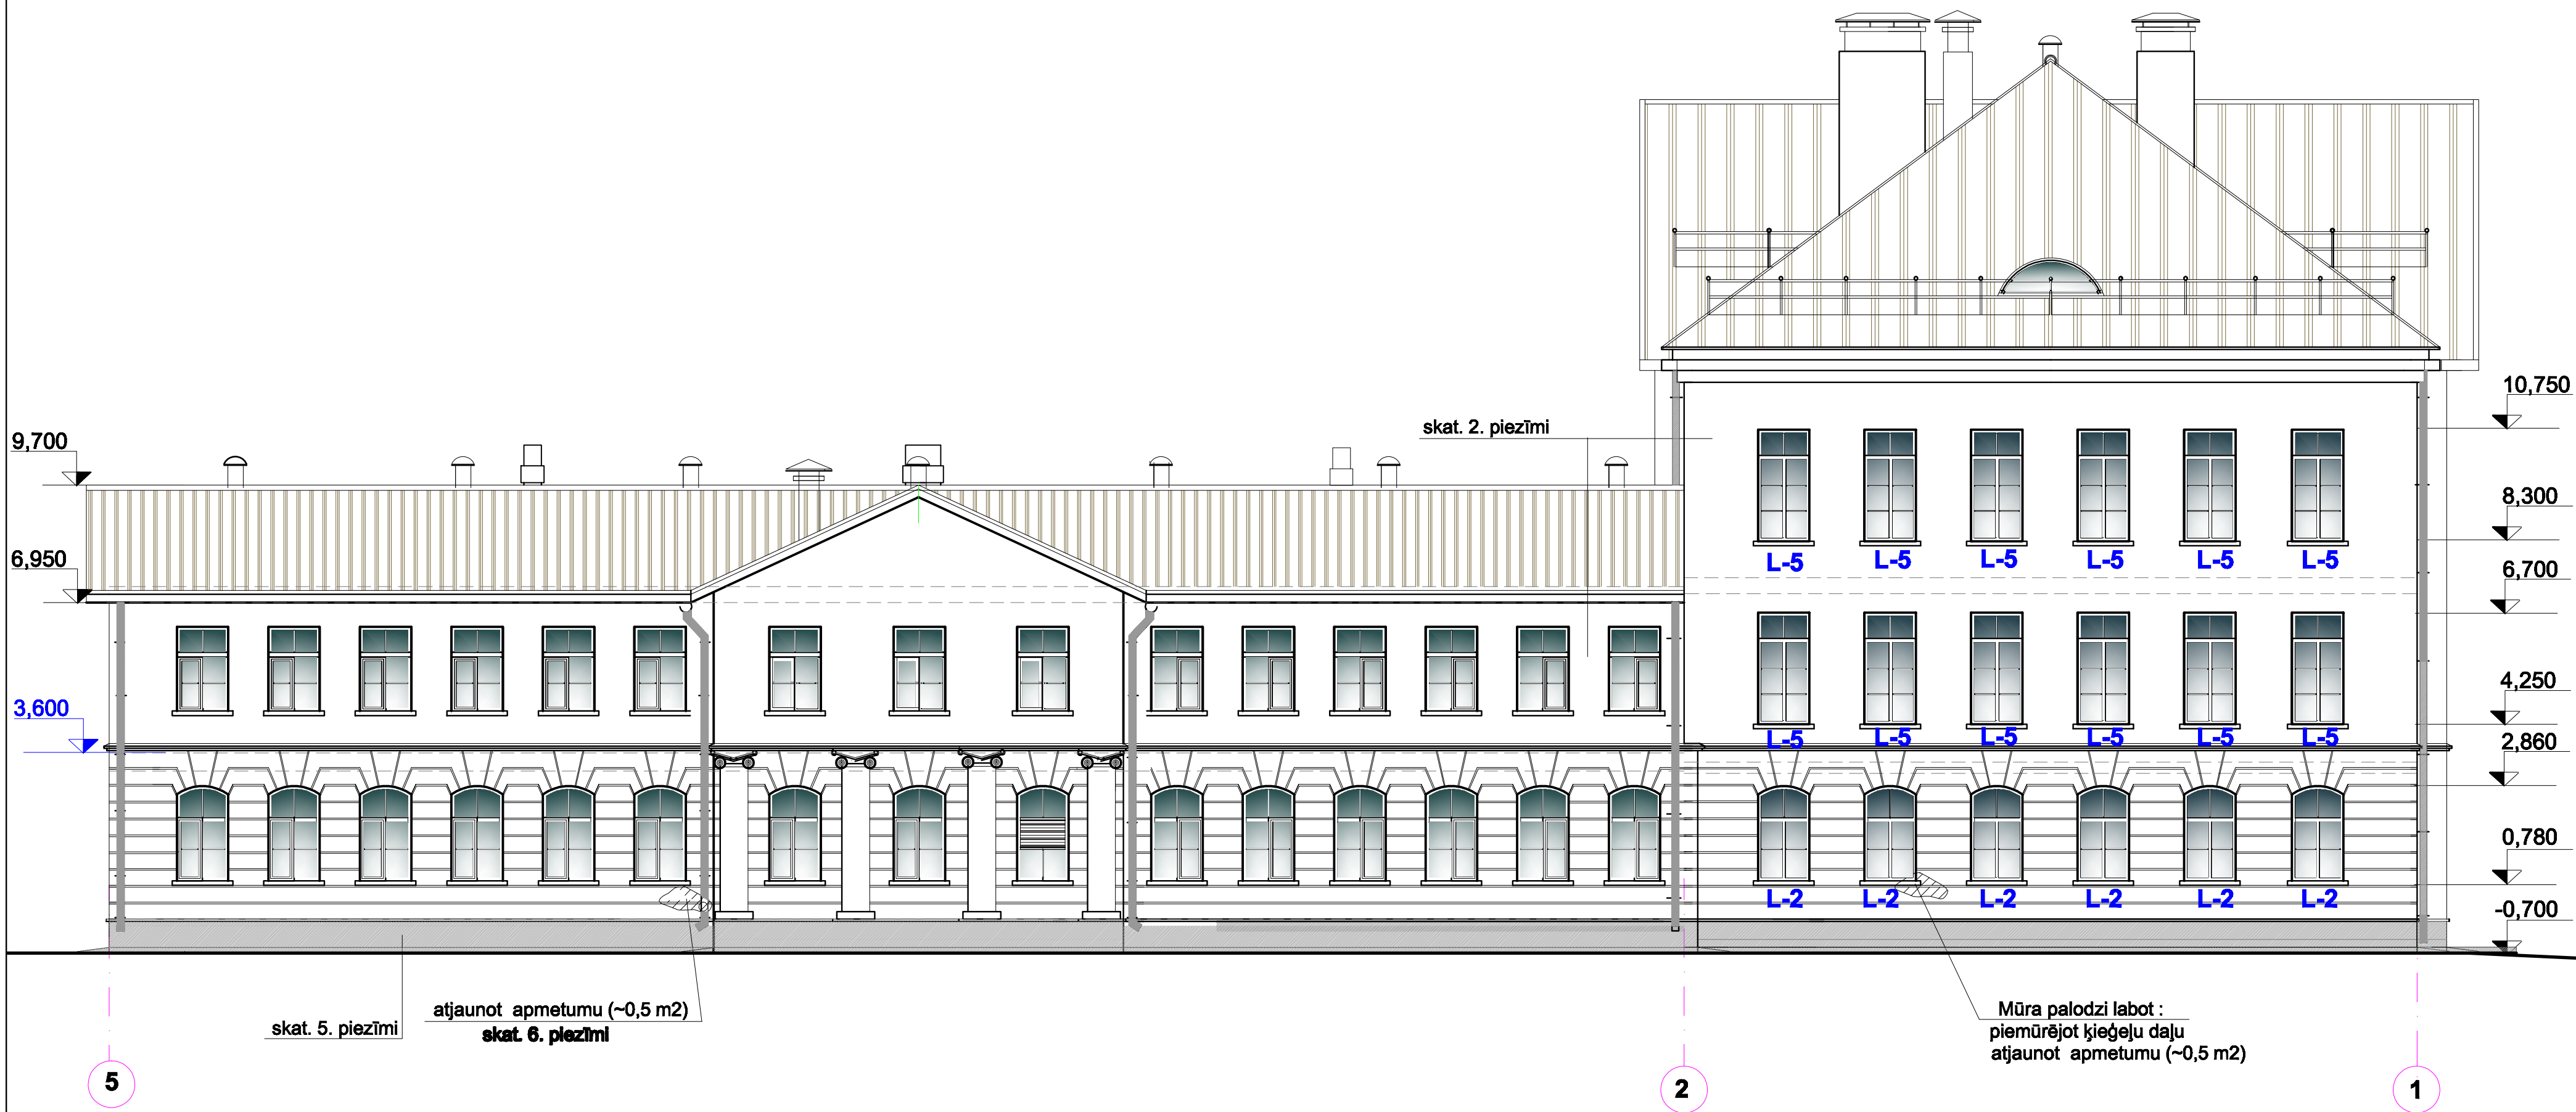 10,750
9,700
skat. 2. piezīmi
8,300
L-5 L-5 L-5 L-5 L-5 L-5
6,950
6,700
3,600
4,250
L-5 L-5 L-5 L-5 L-5 L-5
2,860
0,780
L-2 L-2 L-2 L-2 L-2 L-2
-0,700
skat. 5. piezīmi
atjaunot apmetumu (~0,5 m2)
skat. 6. piezīmi
Mūra palodzi labot :
piemūrējot ķieģeļu daļu
atjaunot apmetumu (~0,5 m2)
5
2
1